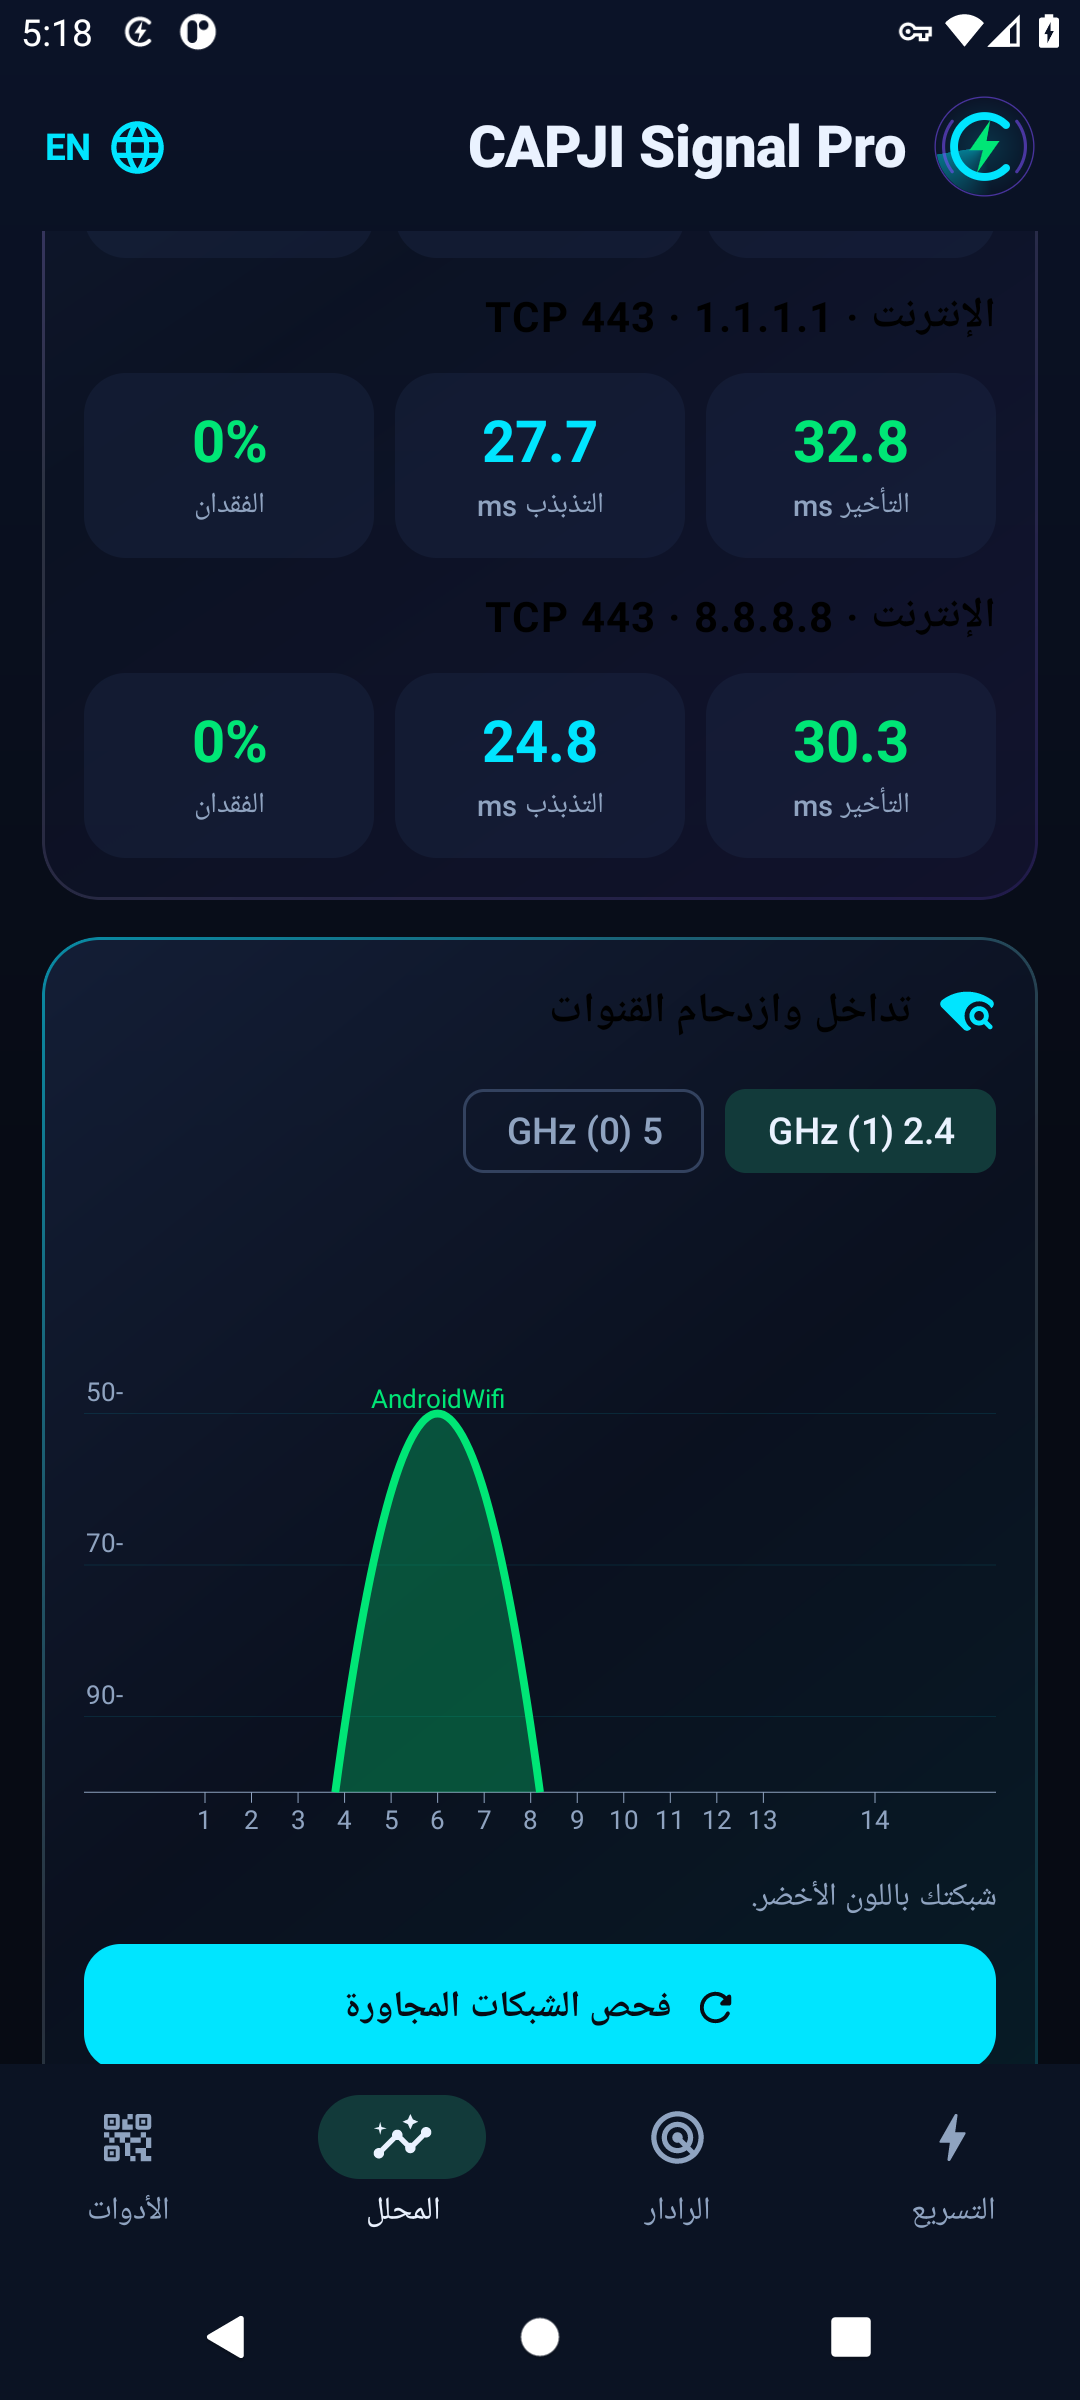 5:18
CAPJI Signal Pro
EN
الإنترنت · 1.1.1.1 · TCP 443
32.8
التأخير ms
27.7
التذبذب ms
0%
الفقدان
الإنترنت · 8.8.8.8 · TCP 443
30.3
التأخير ms
24.8
التذبذب ms
0%
الفقدان
تداخل وازدحام القنوات
GHz (1) 2.4
GHz (0) 5
50-
AndroidWifi
70-
90-
1 2 3 4 5 6 7 8 9 10 11 12 13 14
شبكتك باللون الأخضر.
فحص الشبكات المجاورة
التسريع
الرادار
المحلل
الأدوات